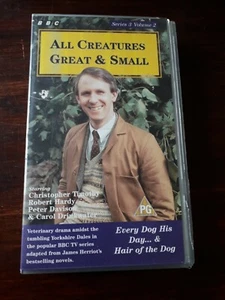 BBC
Series 3 Volume 2
ALL CREATURES
GREAT & SMALL
Starring
Christopher Timothy
Robert Hardy
Peter Davison
& Carol Drinkwater
PG
Veterinary drama amidst the
tumbling Yorkshire Dales in
the popular BBC TV series
adapted from James Herriot's
bestselling novels.
Every Dog His
Day... &
Hair of the Dog